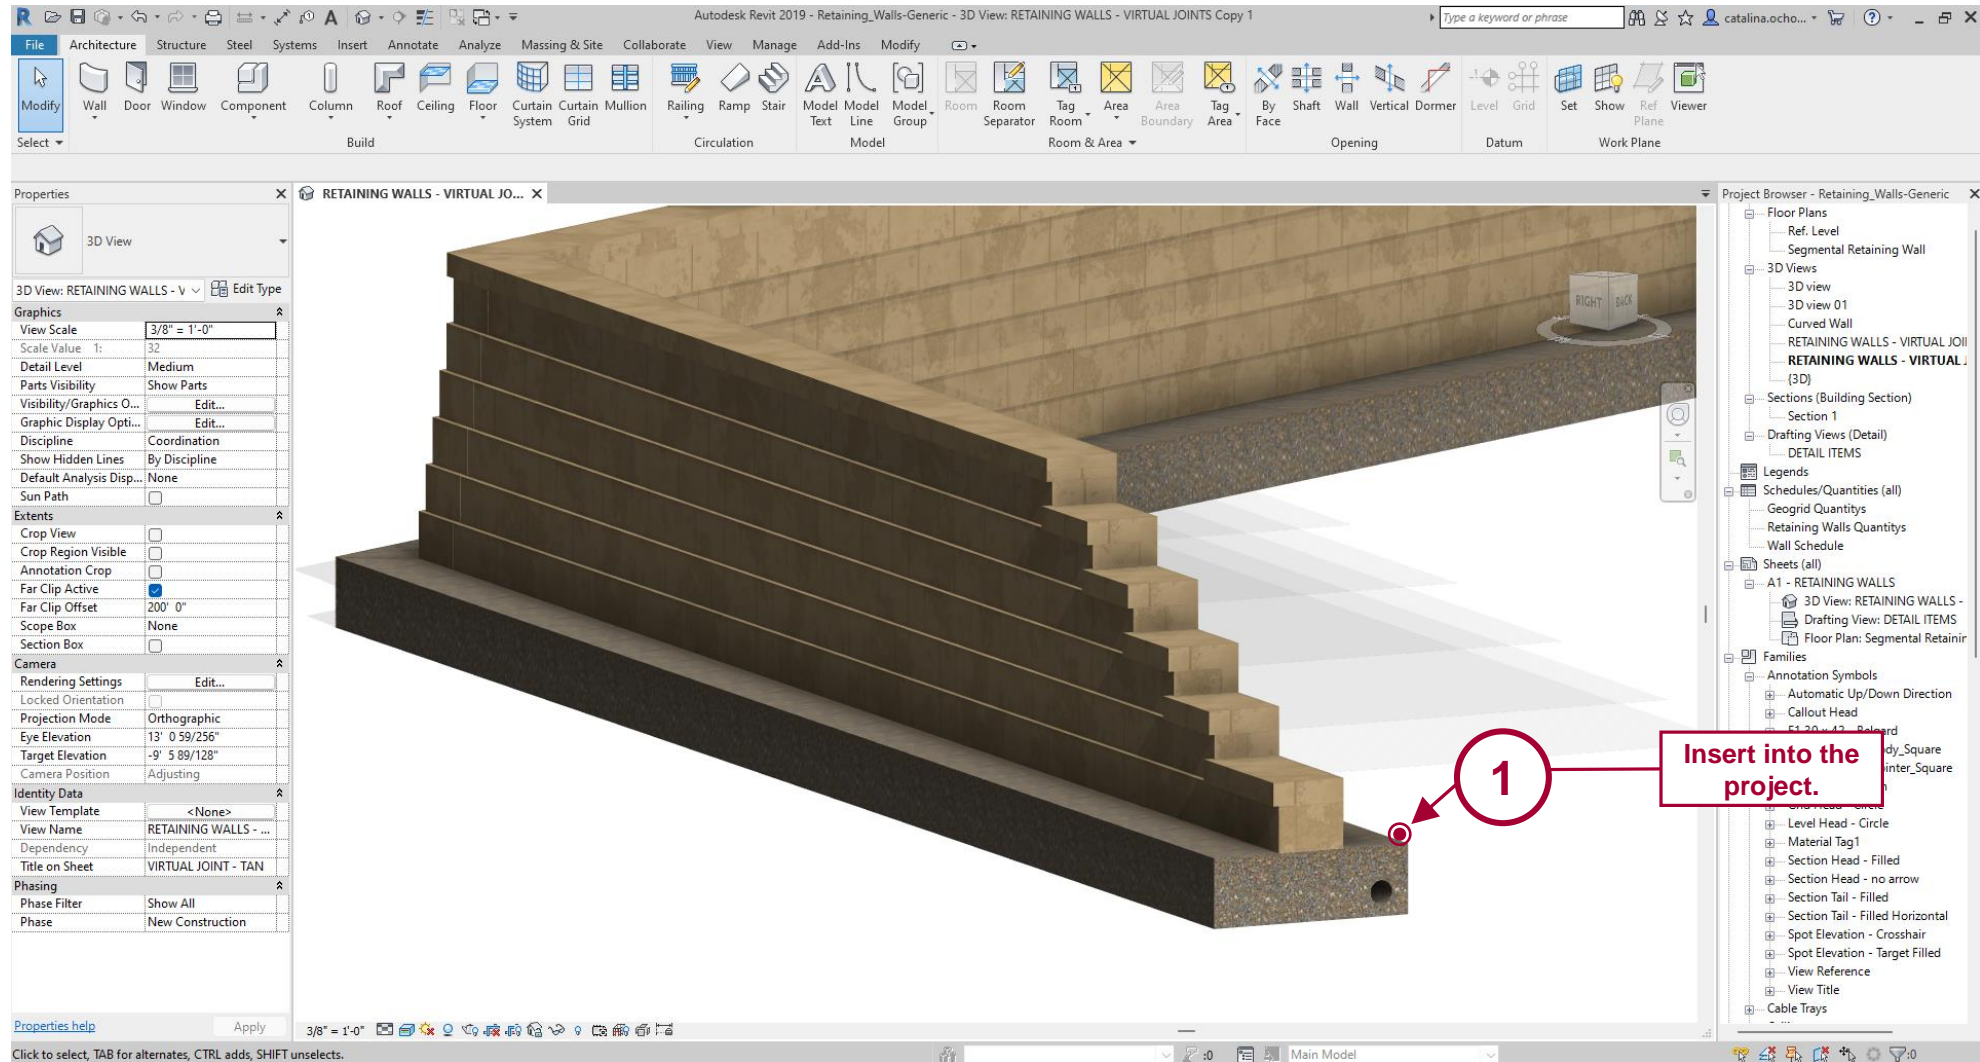 Autodesk Revit 2019 - Retaining_Walls-Generic - 3D View: RETAINING WALLS - VIRTUAL JOINTS Copy 1
Type a keyword or phrase
catalina.ocho...
File Architecture Structure Steel Systems Insert Annotate Analyze Massing & Site Collaborate View Manage Add-Ins Modify
Modify Wall Door Window Component Column Roof Ceiling Floor Curtain System Curtain Grid Mullion Railing Ramp Stair Model Text Model Line Model Group Room Room Separator Tag Room Area Area Boundary Tag Area By Face Shaft Wall Vertical Dormer Level Grid Set Show Ref Plane Viewer
Select Build Circulation Model Room & Area Opening Datum Work Plane
Properties
3D View
3D View: RETAINING WALLS - V Edit Type
Graphics
View Scale 3/8" = 1'-0"
Scale Value 1: 32
Detail Level Medium
Parts Visibility Show Parts
Visibility/Graphics O... Edit...
Graphic Display Opti... Edit...
Discipline Coordination
Show Hidden Lines By Discipline
Default Analysis Disp... None
Sun Path
Extents
Crop View
Crop Region Visible
Annotation Crop
Far Clip Active
Far Clip Offset 200' 0"
Scope Box None
Section Box
Camera
Rendering Settings Edit...
Locked Orientation
Projection Mode Orthographic
Eye Elevation 13' 0 59/256"
Target Elevation -9' 5 89/128"
Camera Position Adjusting
Identity Data
View Template <None>
View Name RETAINING WALLS - ...
Dependency Independent
Title on Sheet VIRTUAL JOINT - TAN
Phasing
Phase Filter Show All
Phase New Construction
Properties help Apply
RETAINING WALLS - VIRTUAL JO...
RIGHT BACK
1
Insert into the
project.
3/8" = 1'-0"
Project Browser - Retaining_Walls-Generic
Floor Plans
Ref. Level
Segmental Retaining Wall
3D Views
3D view
3D view 01
Curved Wall
RETAINING WALLS - VIRTUAL JOI
RETAINING WALLS - VIRTUAL J
{3D}
Sections (Building Section)
Section 1
Drafting Views (Detail)
DETAIL ITEMS
Legends
Schedules/Quantities (all)
Geogrid Quantitys
Retaining Walls Quantitys
Wall Schedule
Sheets (all)
A1 - RETAINING WALLS
3D View: RETAINING WALLS -
Drafting View: DETAIL ITEMS
Floor Plan: Segmental Retainin
Families
Annotation Symbols
Automatic Up/Down Direction
Callout Head
dy_Square
inter_Square
Level Head - Circle
Material Tag1
Section Head - Filled
Section Head - no arrow
Section Tail - Filled
Section Tail - Filled Horizontal
Spot Elevation - Crosshair
Spot Elevation - Target Filled
View Reference
View Title
Cable Trays
Click to select, TAB for alternates, CTRL adds, SHIFT unselects.
:0 Main Model
:0